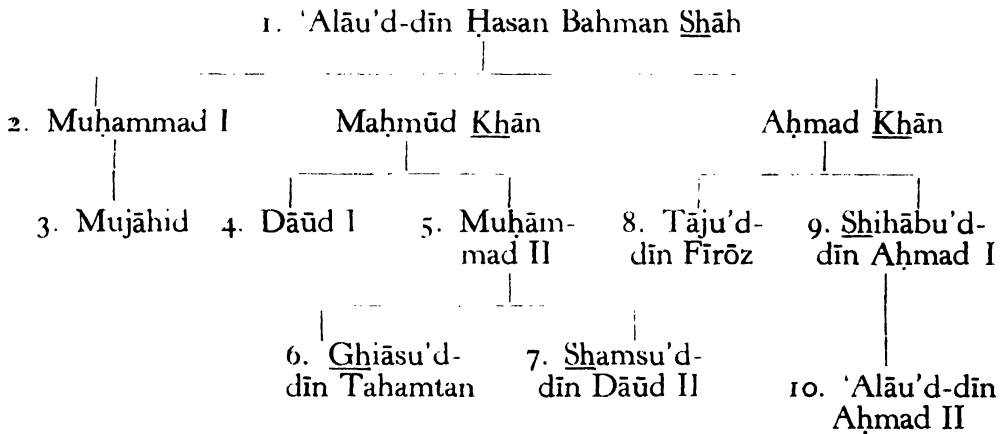 1. ‘Alāu’d-dīn Ḥasan Bahman Shāh
2. Muḥammad I Maḥmūd Khān Aḥmad Khān
3. Mujāhid 4. Dāūd I 5. Muḥām- 8. Tāju’d- 9. Shihābu’d-
mad II dīn Fīrōz dīn Aḥmad I
6. Ghiāsu’d- 7. Shamsu’d-
dīn Tahamtan dīn Dāūd II 10. ‘Alāu’d-dīn
Aḥmad II